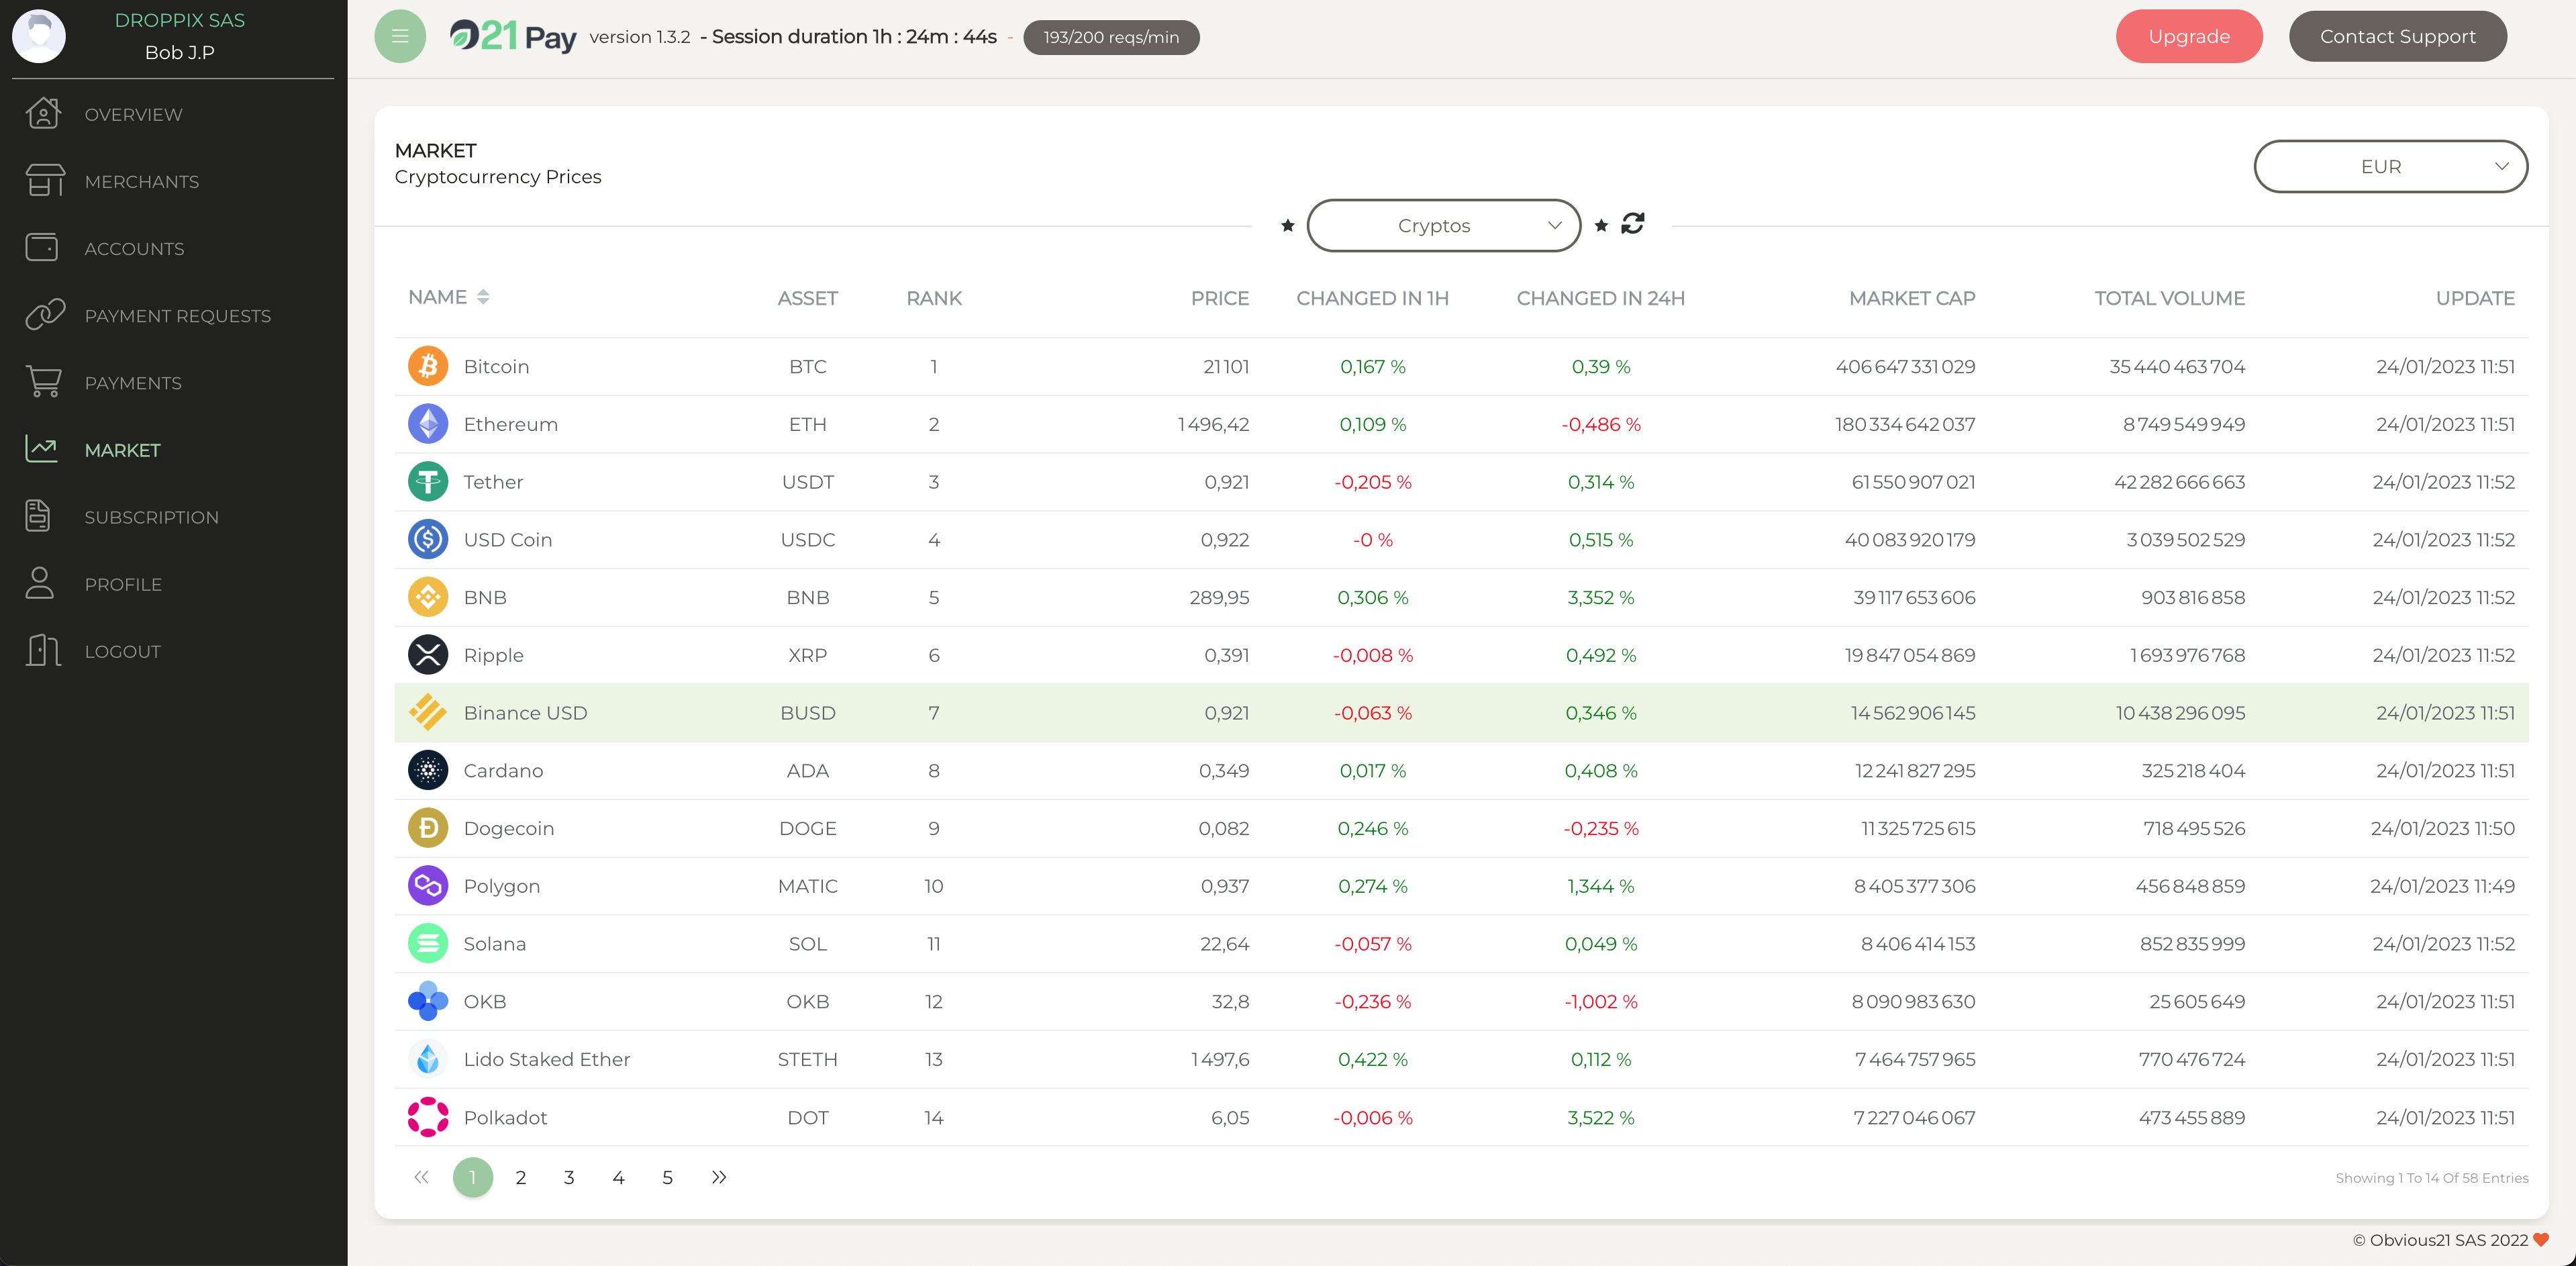 DROPPIX SAS
Bob J.P
OVERVIEW
MERCHANTS
ACCOUNTS
PAYMENT REQUESTS
PAYMENTS
MARKET
SUBSCRIPTION
PROFILE
LOGOUT
21 Pay version 1.3.2 - Session duration 1h : 24m : 44s - 193/200 reqs/min Upgrade Contact Support
MARKET
Cryptocurrency Prices
EUR
Cryptos
NAME ASSET RANK PRICE CHANGED IN 1H CHANGED IN 24H MARKET CAP TOTAL VOLUME UPDATE
Bitcoin BTC 1 21 101 0,167 % 0,39 % 406 647 331 029 35 440 463 704 24/01/2023 11:51
Ethereum ETH 2 1 496,42 0,109 % -0,486 % 180 334 642 037 8 749 549 949 24/01/2023 11:51
Tether USDT 3 0,921 -0,205 % 0,314 % 61 550 907 021 42 282 666 663 24/01/2023 11:52
USD Coin USDC 4 0,922 -0 % 0,515 % 40 083 920 179 3 039 502 529 24/01/2023 11:52
BNB BNB 5 289,95 0,306 % 3,352 % 39 117 653 606 903 816 858 24/01/2023 11:52
Ripple XRP 6 0,391 -0,008 % 0,492 % 19 847 054 869 1 693 976 768 24/01/2023 11:52
Binance USD BUSD 7 0,921 -0,063 % 0,346 % 14 562 906 145 10 438 296 095 24/01/2023 11:51
Cardano ADA 8 0,349 0,017 % 0,408 % 12 241 827 295 325 218 404 24/01/2023 11:51
Dogecoin DOGE 9 0,082 0,246 % -0,235 % 11 325 725 615 718 495 526 24/01/2023 11:50
Polygon MATIC 10 0,937 0,274 % 1,344 % 8 405 377 306 456 848 859 24/01/2023 11:49
Solana SOL 11 22,64 -0,057 % 0,049 % 8 406 414 153 852 835 999 24/01/2023 11:52
OKB OKB 12 32,8 -0,236 % -1,002 % 8 090 983 630 25 605 649 24/01/2023 11:51
Lido Staked Ether STETH 13 1 497,6 0,422 % 0,112 % 7 464 757 965 770 476 724 24/01/2023 11:51
Polkadot DOT 14 6,05 -0,006 % 3,522 % 7 227 046 067 473 455 889 24/01/2023 11:51
« 1 2 3 4 5 » Showing 1 To 14 Of 58 Entries
© Obvious21 SAS 2022